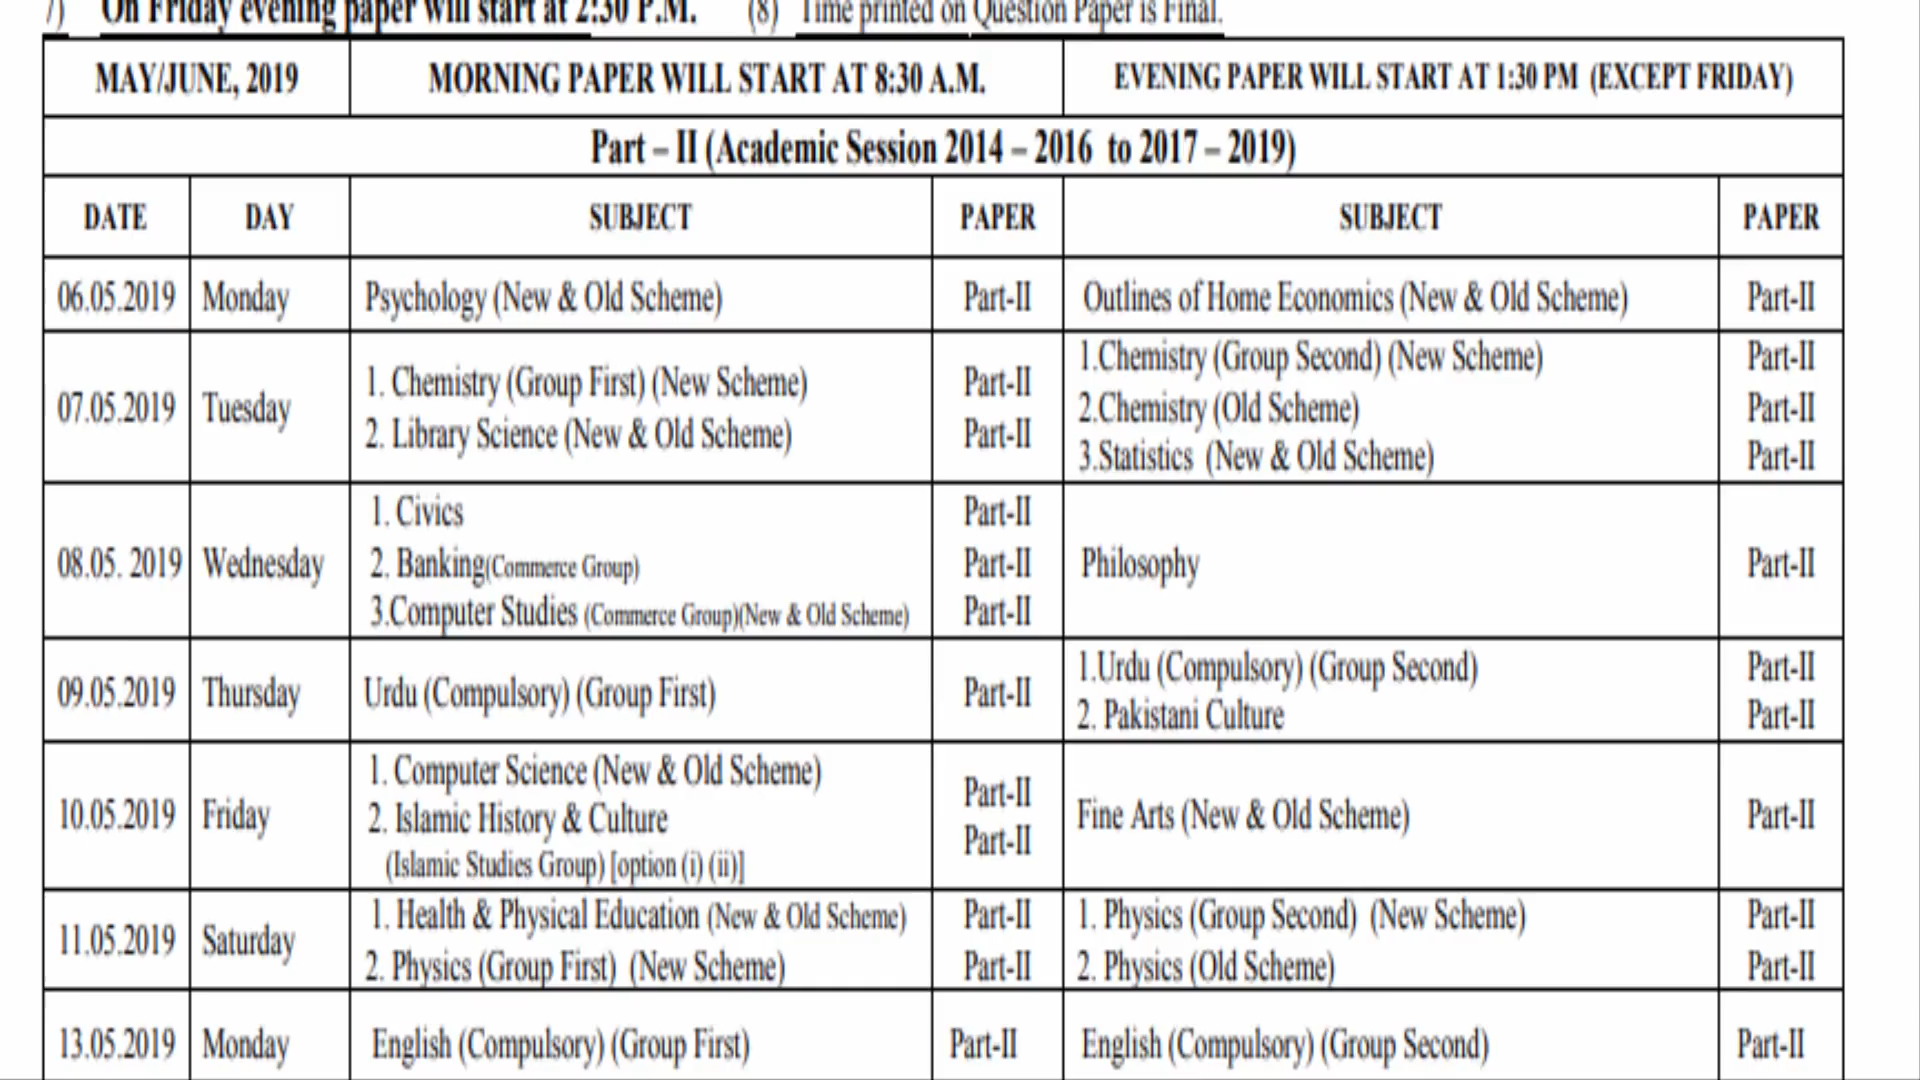 7) On Friday evening paper will start at 2:30 P.M. (8) Time printed on Question Paper is Final.
MAY/JUNE, 2019 MORNING PAPER WILL START AT 8:30 A.M. EVENING PAPER WILL START AT 1:30 PM (EXCEPT FRIDAY)
Part – II (Academic Session 2014 – 2016 to 2017 – 2019)
DATE DAY SUBJECT PAPER SUBJECT PAPER
06.05.2019 Monday Psychology (New & Old Scheme) Part-II Outlines of Home Economics (New & Old Scheme) Part-II
07.05.2019 Tuesday
1. Chemistry (Group First) (New Scheme) Part-II
2. Library Science (New & Old Scheme) Part-II
1.Chemistry (Group Second) (New Scheme) Part-II
2.Chemistry (Old Scheme) Part-II
3.Statistics (New & Old Scheme) Part-II
08.05. 2019 Wednesday
1. Civics Part-II
2. Banking(Commerce Group) Part-II
3.Computer Studies (Commerce Group)(New & Old Scheme) Part-II
Philosophy Part-II
09.05.2019 Thursday Urdu (Compulsory) (Group First) Part-II
1.Urdu (Compulsory) (Group Second) Part-II
2. Pakistani Culture Part-II
10.05.2019 Friday
1. Computer Science (New & Old Scheme) Part-II
2. Islamic History & Culture Part-II
(Islamic Studies Group) [option (i) (ii)]
Fine Arts (New & Old Scheme) Part-II
11.05.2019 Saturday
1. Health & Physical Education (New & Old Scheme) Part-II
2. Physics (Group First) (New Scheme) Part-II
1. Physics (Group Second) (New Scheme) Part-II
2. Physics (Old Scheme) Part-II
13.05.2019 Monday English (Compulsory) (Group First) Part-II English (Compulsory) (Group Second) Part-II